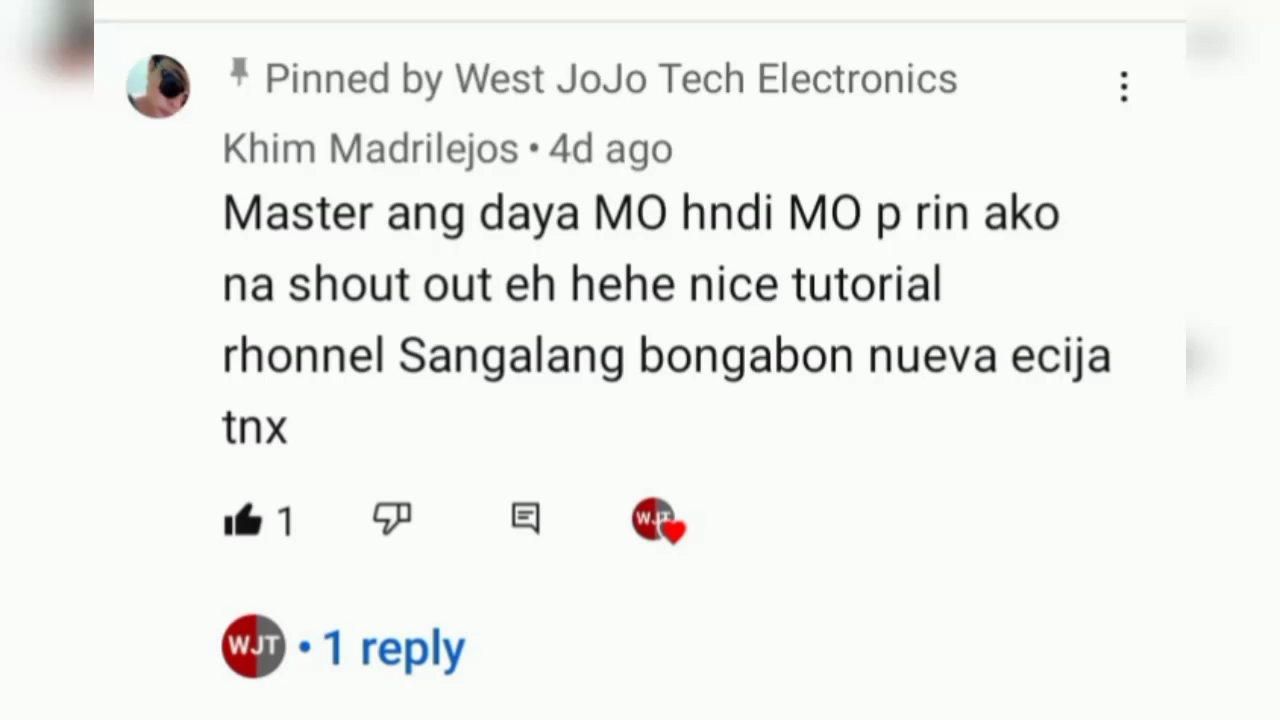 Pinned by West JoJo Tech Electronics
Khim Madrilejos • 4d ago
Master ang daya MO hndi MO p rin ako
na shout out eh hehe nice tutorial
rhonnel Sangalang bongabon nueva ecija
tnx
1
WJT
WJT • 1 reply